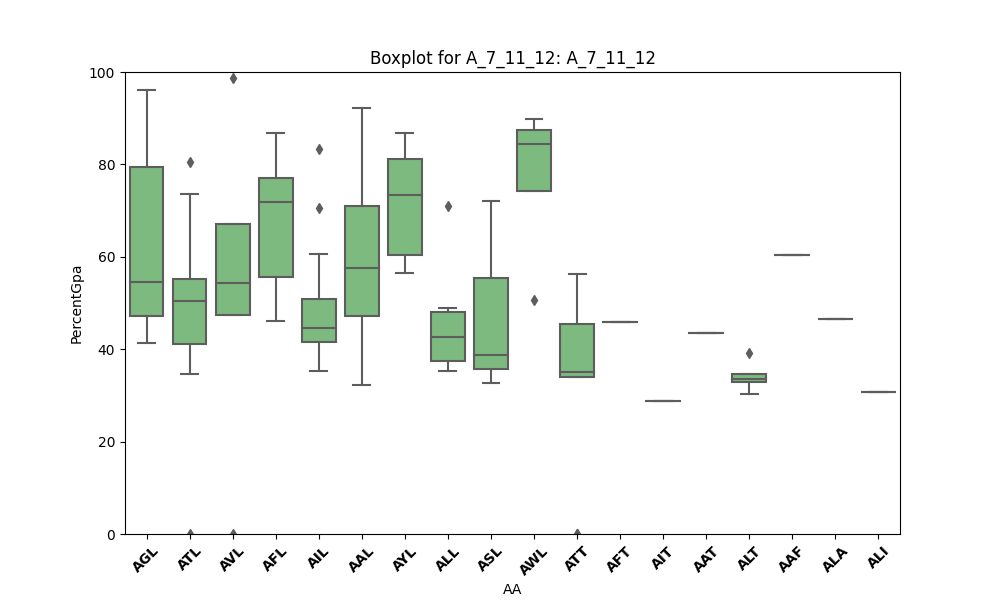 Boxplot for A_7_11_12: A_7_11_12
PercentGpa
100
80
60
40
20
0
AGL ATL AVL AFL AIL AAL AYL ALL ASL AWL ATT AFT AIT AAT ALT AAF ALA ALI
AA